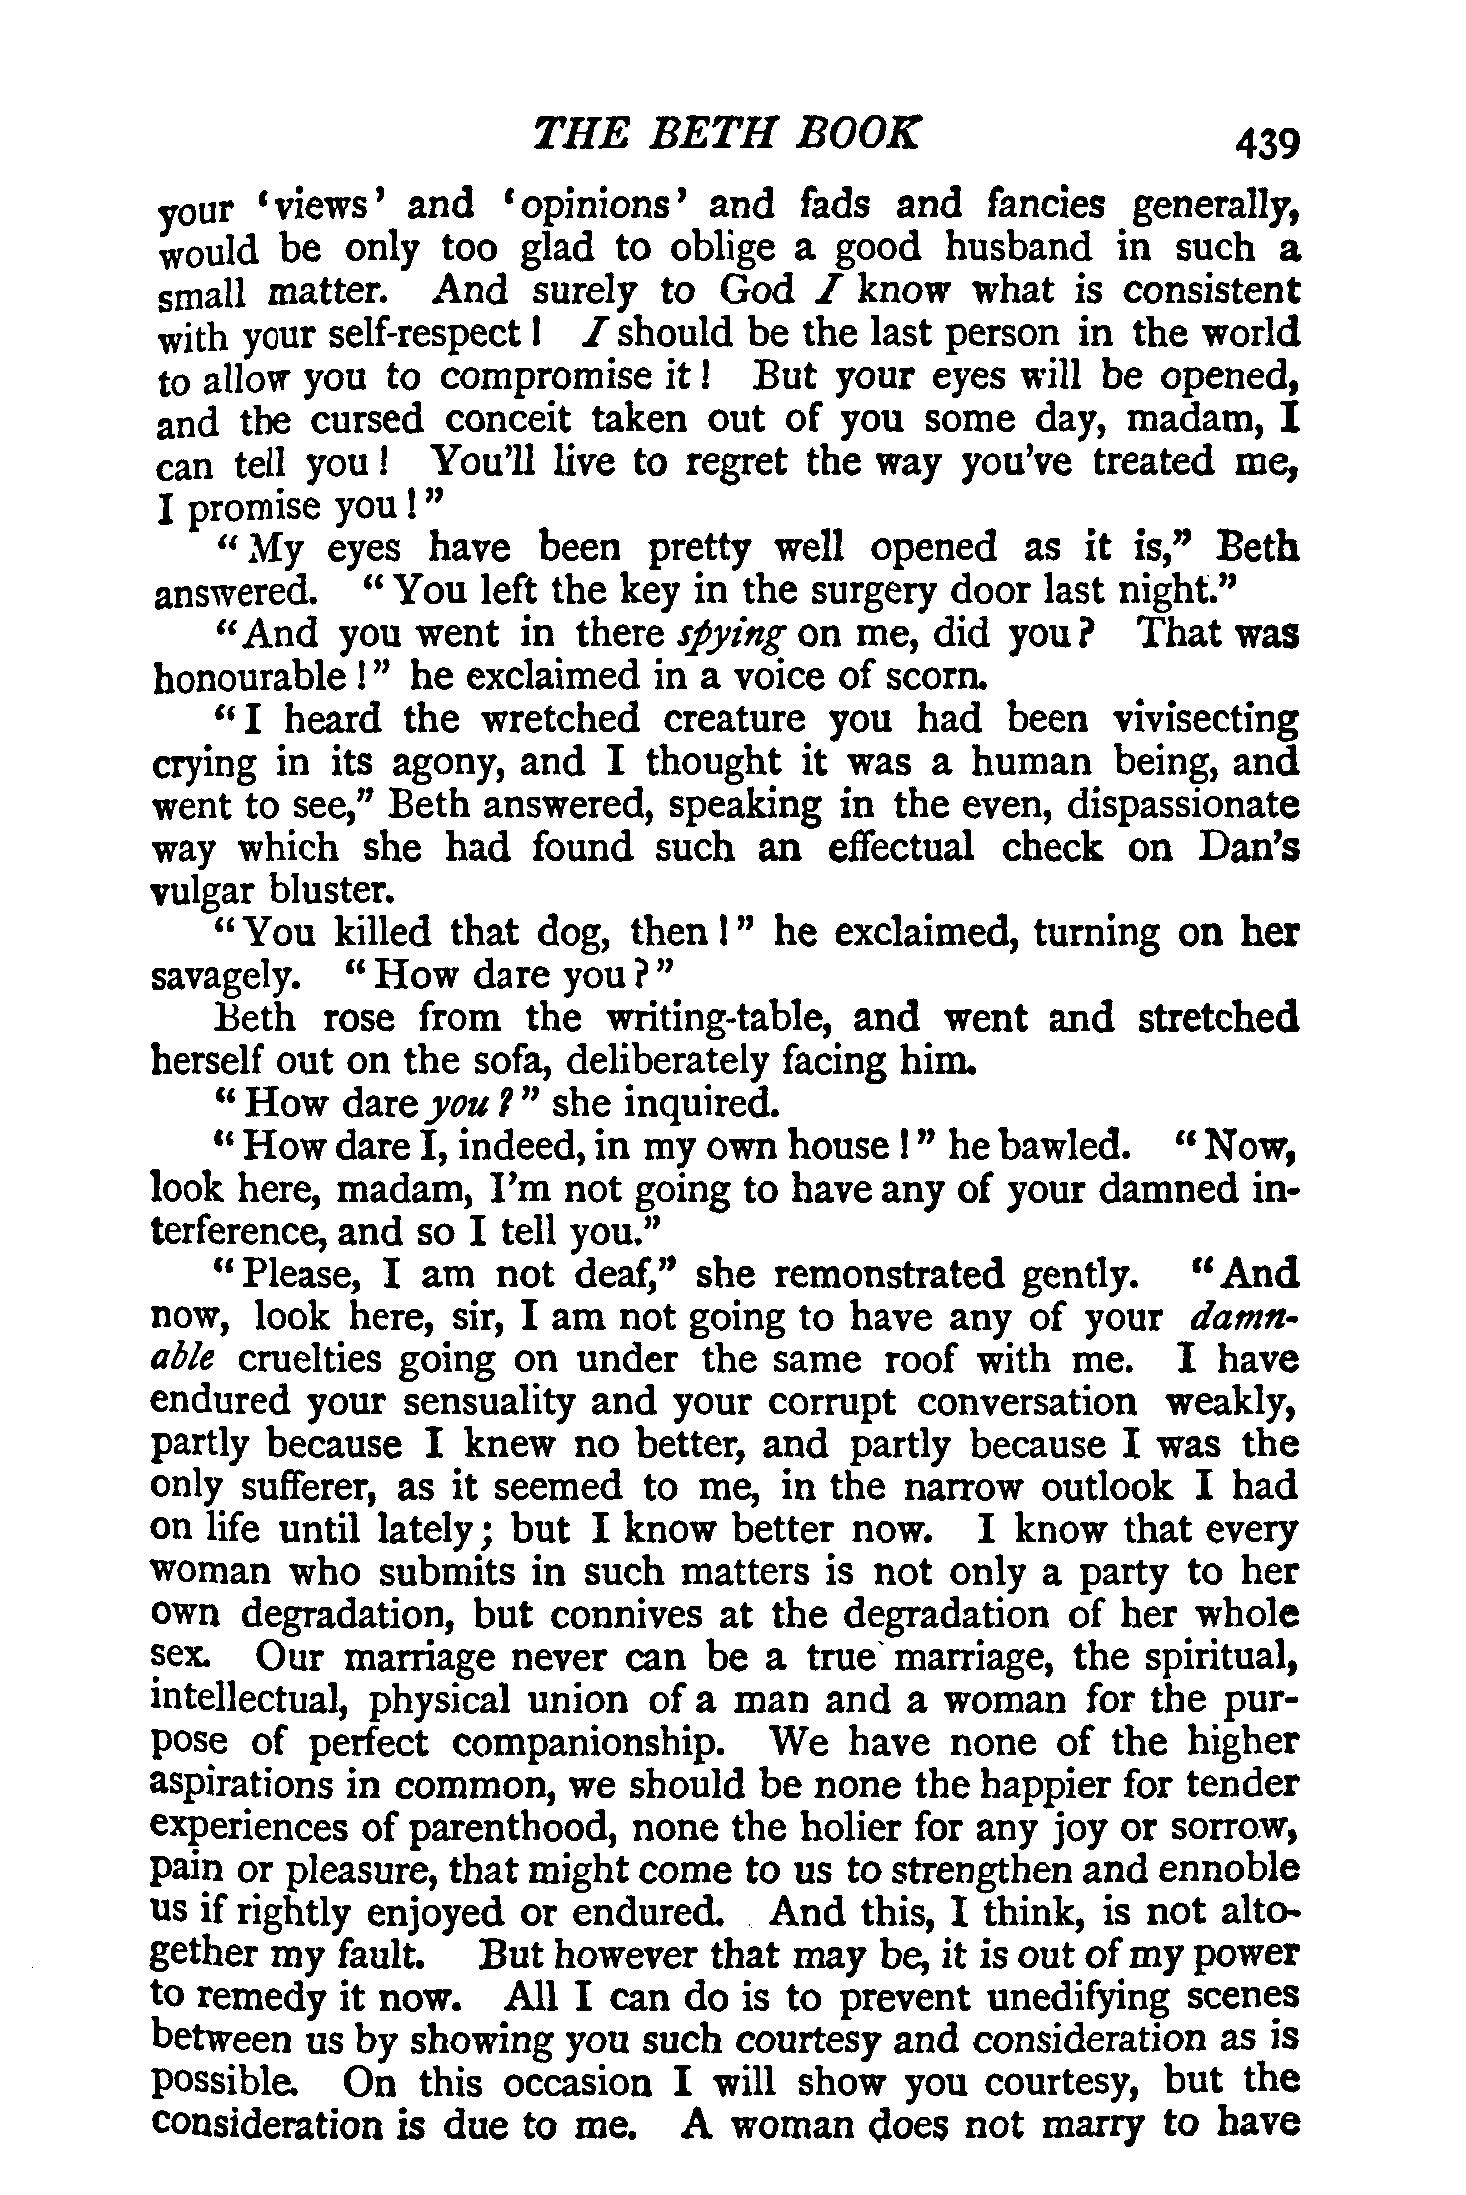 THE BETH BOOK 439
your ‘views’ and ‘opinions’ and fads and fancies generally,
would be only too glad to oblige a good husband in such a
small matter. And surely to God I know what is consistent
with your self-respect! I should be the last person in the world
to allow you to compromise it! But your eyes will be opened,
and the cursed conceit taken out of you some day, madam, I
can tell you! You’ll live to regret the way you’ve treated me,
I promise you!”
“My eyes have been pretty well opened as it is,” Beth
answered. “You left the key in the surgery door last night.”
“And you went in there spying on me, did you? That was
honourable!” he exclaimed in a voice of scorn.
“I heard the wretched creature you had been vivisecting
crying in its agony, and I thought it was a human being, and
went to see,” Beth answered, speaking in the even, dispassionate
way which she had found such an effectual check on Dan’s
vulgar bluster.
“You killed that dog, then!” he exclaimed, turning on her
savagely. “How dare you?”
Beth rose from the writing-table, and went and stretched
herself out on the sofa, deliberately facing him.
“How dare you?” she inquired.
“How dare I, indeed, in my own house!” he bawled. “Now,
look here, madam, I’m not going to have any of your damned in-
terference, and so I tell you.”
“Please, I am not deaf,” she remonstrated gently. “And
now, look here, sir, I am not going to have any of your damn-
able cruelties going on under the same roof with me. I have
endured your sensuality and your corrupt conversation weakly,
partly because I knew no better, and partly because I was the
only sufferer, as it seemed to me, in the narrow outlook I had
on life until lately; but I know better now. I know that every
woman who submits in such matters is not only a party to her
own degradation, but connives at the degradation of her whole
sex. Our marriage never can be a true marriage, the spiritual,
intellectual, physical union of a man and a woman for the pur-
pose of perfect companionship. We have none of the higher
aspirations in common, we should be none the happier for tender
experiences of parenthood, none the holier for any joy or sorrow,
pain or pleasure, that might come to us to strengthen and ennoble
us if rightly enjoyed or endured. And this, I think, is not alto-
gether my fault. But however that may be, it is out of my power
to remedy it now. All I can do is to prevent unedifying scenes
between us by showing you such courtesy and consideration as is
possible. On this occasion I will show you courtesy, but the
consideration is due to me. A woman does not marry to have